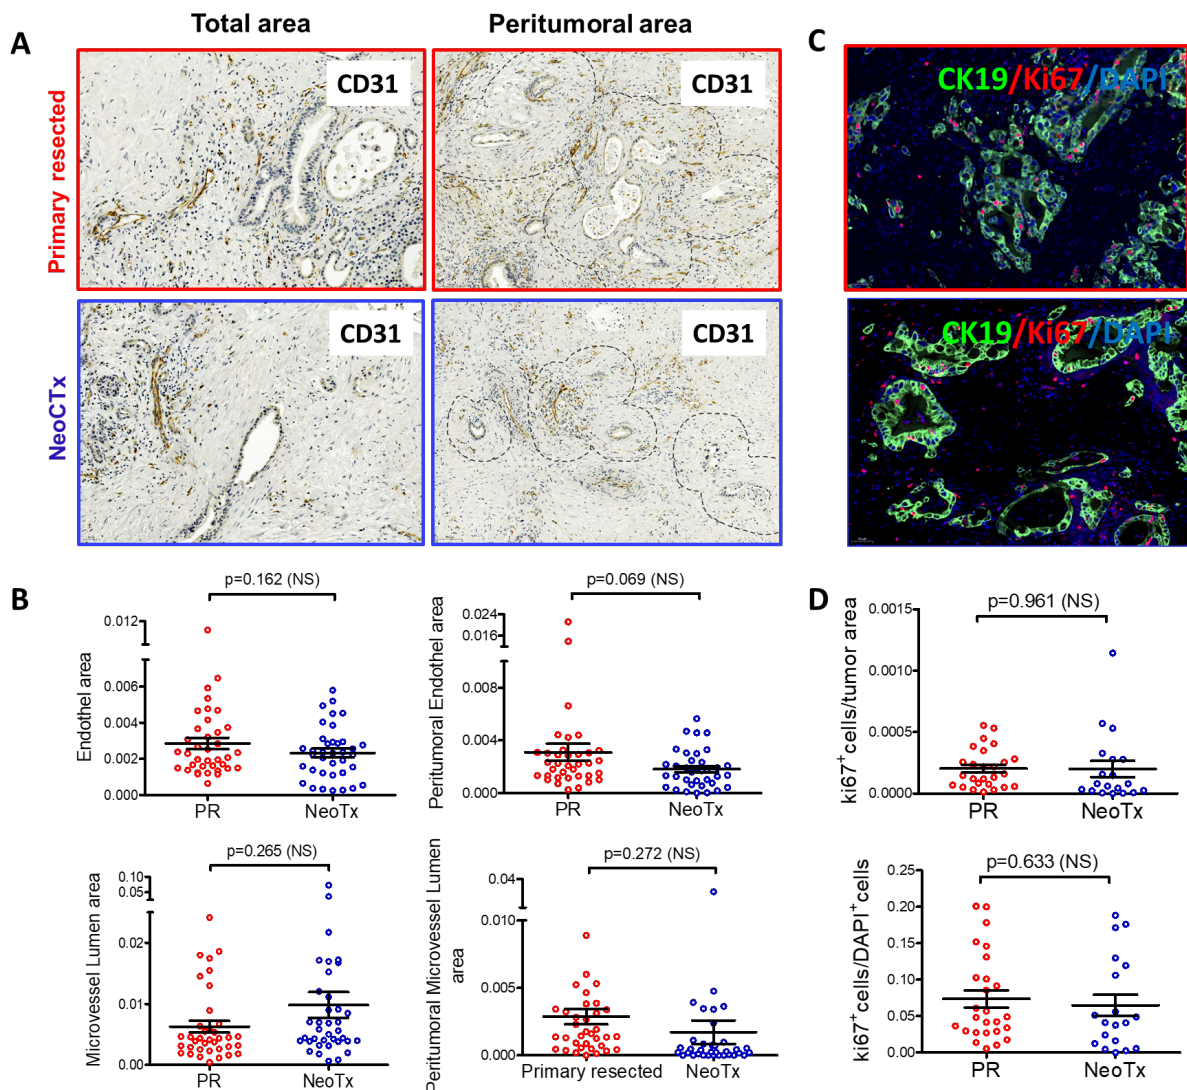 Total area
Peritumoral area
A
C
Primary resected
CD31
CD31
CK19/Ki67/DAPI
NeoCTx
CD31
CD31
CK19/Ki67/DAPI
B
p=0.162 (NS)
Endothel area
0.012
0.006
0.004
0.002
0.000
PR
NeoTx
p=0.069 (NS)
Peritumoral Endothel area
0.024
0.016
0.008
0.004
0.000
PR
NeoTx
D
p=0.961 (NS)
ki67⁺ cells/tumor area
0.0015
0.0010
0.0005
0.0000
PR
NeoTx
p=0.265 (NS)
Microvessel Lumen area
0.10
0.05
0.02
0.01
0.00
PR
NeoTx
p=0.272 (NS)
Peritumoral Microvessel Lumen
area
0.04
0.010
0.005
0.000
Primary resected
NeoTx
p=0.633 (NS)
ki67⁺ cells/DAPI⁺cells
0.25
0.20
0.15
0.10
0.05
0.00
PR
NeoTx